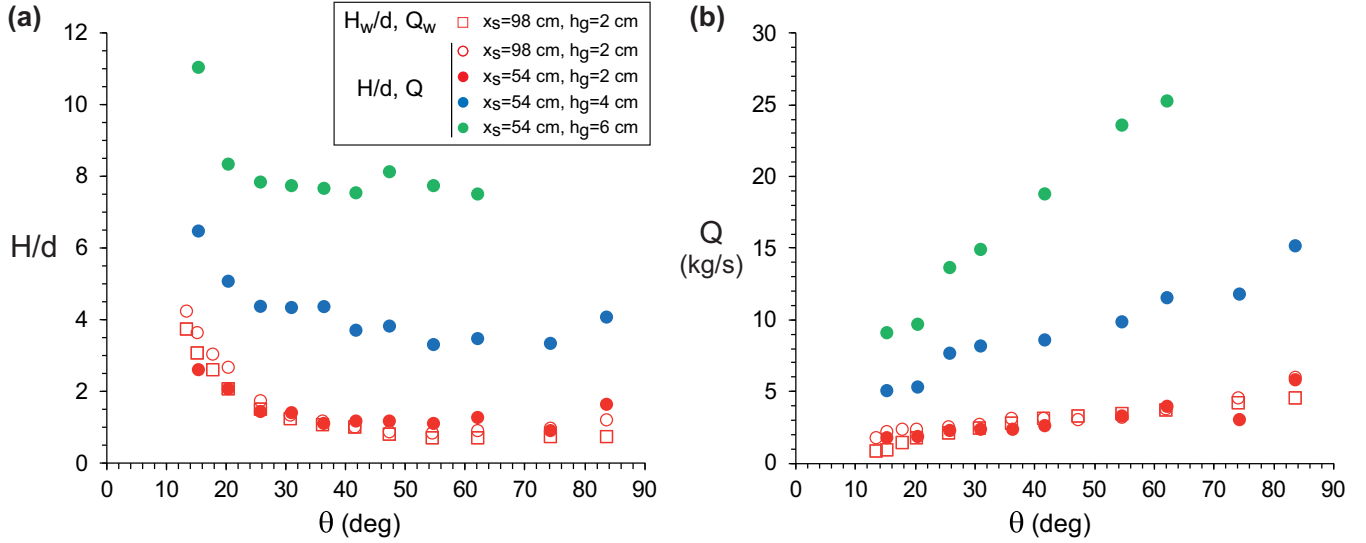 (a)
H_w/d, Q_w
x_s=98 cm, h_g=2 cm
H/d, Q
x_s=98 cm, h_g=2 cm
x_s=54 cm, h_g=2 cm
x_s=54 cm, h_g=4 cm
x_s=54 cm, h_g=6 cm
12
10
8
6
4
2
0
H/d
0 10 20 30 40 50 60 70 80 90
θ (deg)
(b)
30
25
20
15
10
5
0
Q
(kg/s)
0 10 20 30 40 50 60 70 80 90
θ (deg)